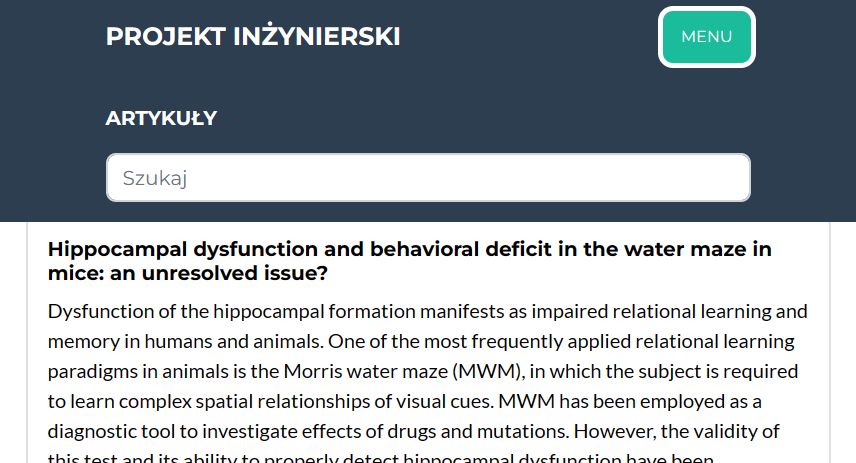 PROJEKT INŻYNIERSKI
MENU
ARTYKUŁY
Szukaj
Hippocampal dysfunction and behavioral deficit in the water maze in
mice: an unresolved issue?
Dysfunction of the hippocampal formation manifests as impaired relational learning and
memory in humans and animals. One of the most frequently applied relational learning
paradigms in animals is the Morris water maze (MWM), in which the subject is required
to learn complex spatial relationships of visual cues. MWM has been employed as a
diagnostic tool to investigate effects of drugs and mutations. However, the validity of
this test and its ability to properly detect hippocampal dysfunction have been